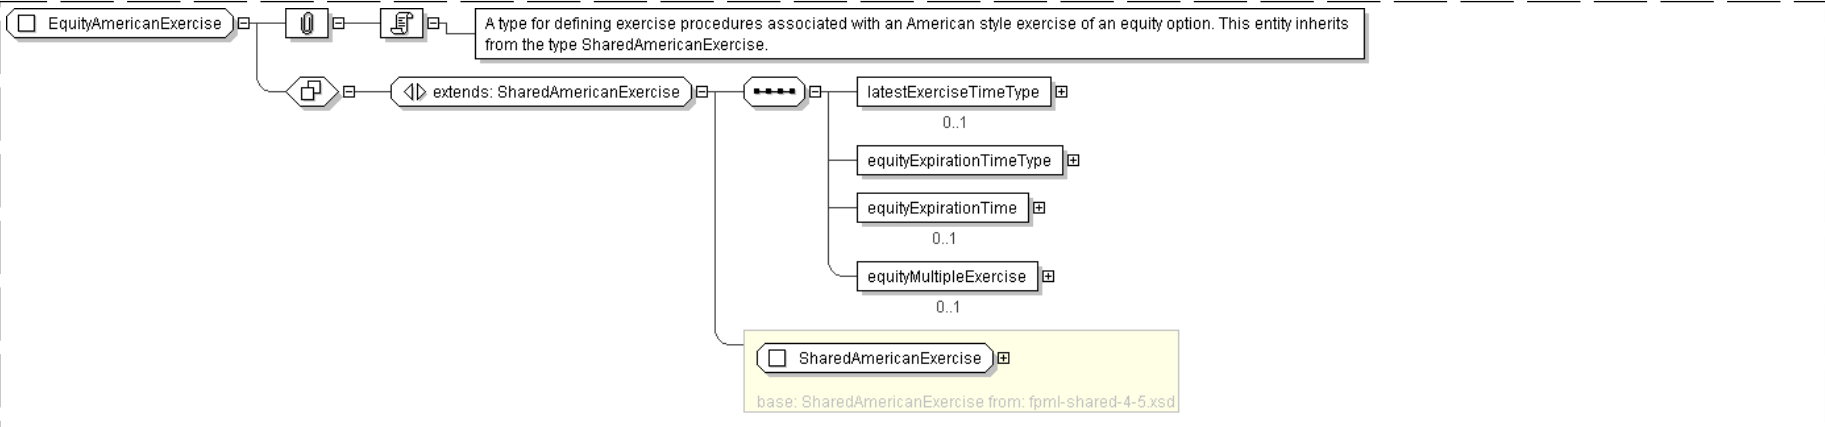 EquityAmericanExercise
A type for defining exercise procedures associated with an American style exercise of an equity option. This entity inherits
from the type SharedAmericanExercise.
extends: SharedAmericanExercise
latestExerciseTimeType
0..1
equityExpirationTimeType
equityExpirationTime
0..1
equityMultipleExercise
0..1
SharedAmericanExercise
base: SharedAmericanExercise from: fpml-shared-4-5.xsd